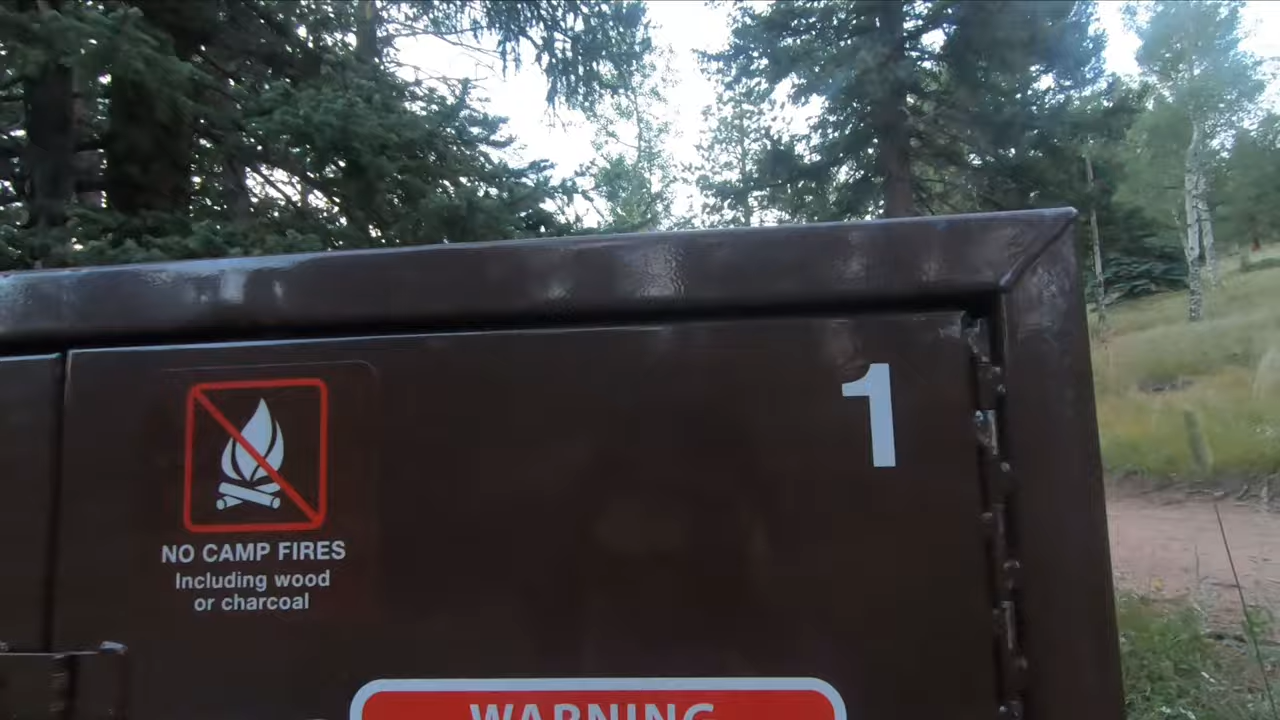 1
NO CAMP FIRES
Including wood
or charcoal
WARNING